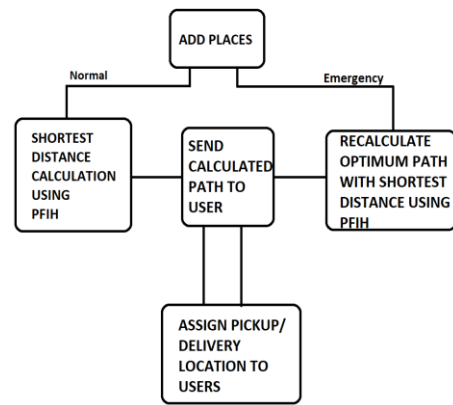 ADD PLACES
Normal
Emergency
SHORTEST
DISTANCE
CALCULATION
USING
PFIH
SEND
CALCULATED
PATH TO
USER
RECALCULATE
OPTIMUM PATH
WITH SHORTEST
DISTANCE USING
PFIH
ASSIGN PICKUP/
DELIVERY
LOCATION TO
USERS